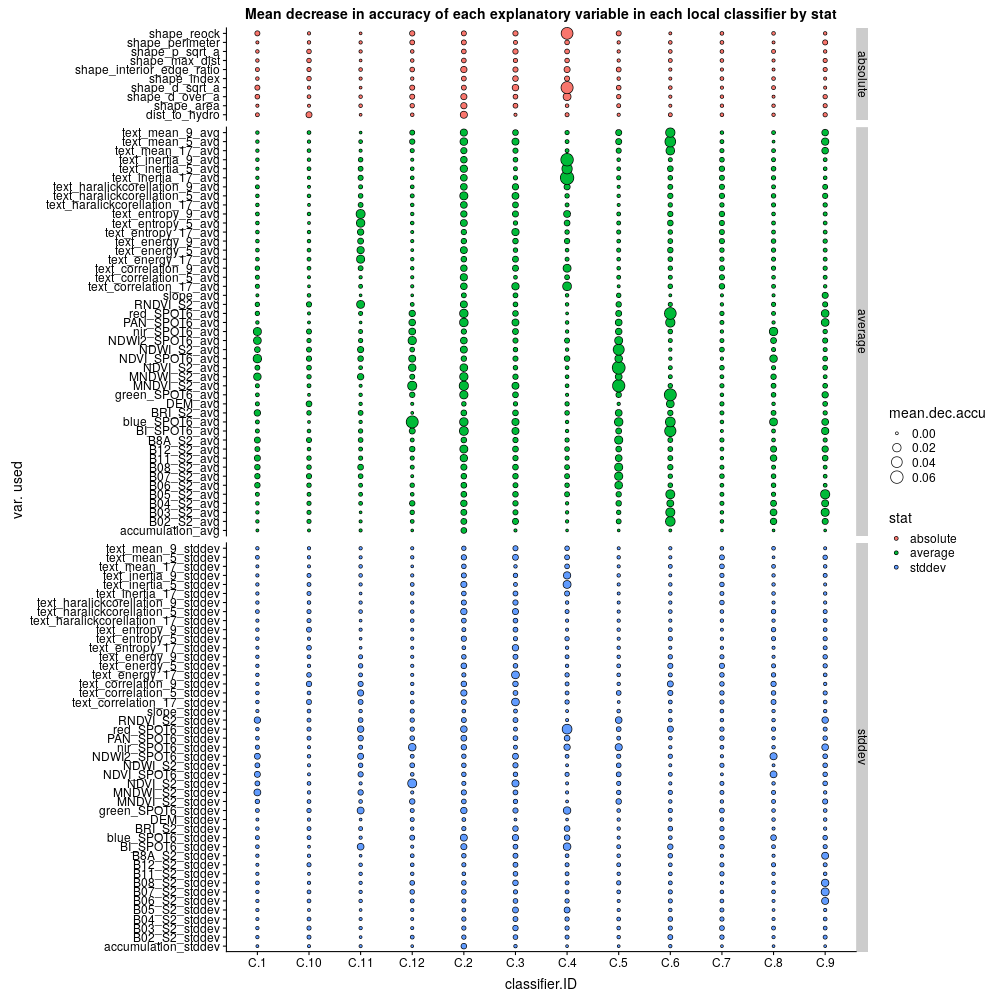 Mean decrease in accuracy of each explanatory variable in each local classifier by stat
shape_reock
shape_perimeter
shape_p_sqrt_a
shape_max_dist
shape_interior_edge_ratio
shape_index
shape_d_sqrt_a
shape_d_over_a
shape_area
dist_to_hydro
absolute
text_mean_9_avg
text_mean_5_avg
text_mean_17_avg
text_inertia_9_avg
text_inertia_5_avg
text_inertia_17_avg
text_haralickcorellation_9_avg
text_haralickcorellation_5_avg
text_haralickcorellation_17_avg
text_entropy_9_avg
text_entropy_5_avg
text_entropy_17_avg
text_energy_9_avg
text_energy_5_avg
text_energy_17_avg
text_correlation_9_avg
text_correlation_5_avg
text_correlation_17_avg
slope_avg
RNDVI_S2_avg
red_SPOT6_avg
PAN_SPOT6_avg
nir_SPOT6_avg
NDWI2_SPOT6_avg
NDWI_S2_avg
NDVI_SPOT6_avg
NDVI_S2_avg
MNDWI_S2_avg
MNDVI_S2_avg
green_SPOT6_avg
DEM_avg
BRI_S2_avg
blue_SPOT6_avg
BI_SPOT6_avg
B8A_S2_avg
B12_S2_avg
B11_S2_avg
B08_S2_avg
B07_S2_avg
B06_S2_avg
B05_S2_avg
B04_S2_avg
B03_S2_avg
B02_S2_avg
accumulation_avg
average
text_mean_9_stddev
text_mean_5_stddev
text_mean_17_stddev
text_inertia_9_stddev
text_inertia_5_stddev
text_inertia_17_stddev
text_haralickcorellation_9_stddev
text_haralickcorellation_5_stddev
text_haralickcorellation_17_stddev
text_entropy_9_stddev
text_entropy_5_stddev
text_entropy_17_stddev
text_energy_9_stddev
text_energy_5_stddev
text_energy_17_stddev
text_correlation_9_stddev
text_correlation_5_stddev
text_correlation_17_stddev
slope_stddev
RNDVI_S2_stddev
red_SPOT6_stddev
PAN_SPOT6_stddev
nir_SPOT6_stddev
NDWI2_SPOT6_stddev
NDWI_S2_stddev
NDVI_SPOT6_stddev
NDVI_S2_stddev
MNDWI_S2_stddev
MNDVI_S2_stddev
green_SPOT6_stddev
DEM_stddev
BRI_S2_stddev
blue_SPOT6_stddev
BI_SPOT6_stddev
B8A_S2_stddev
B12_S2_stddev
B11_S2_stddev
B08_S2_stddev
B07_S2_stddev
B06_S2_stddev
B05_S2_stddev
B04_S2_stddev
B03_S2_stddev
B02_S2_stddev
accumulation_stddev
stddev
C.1 C.10 C.11 C.12 C.2 C.3 C.4 C.5 C.6 C.7 C.8 C.9
classifier.ID
var. used
mean.dec.accu
0.00
0.02
0.04
0.06
stat
absolute
average
stddev